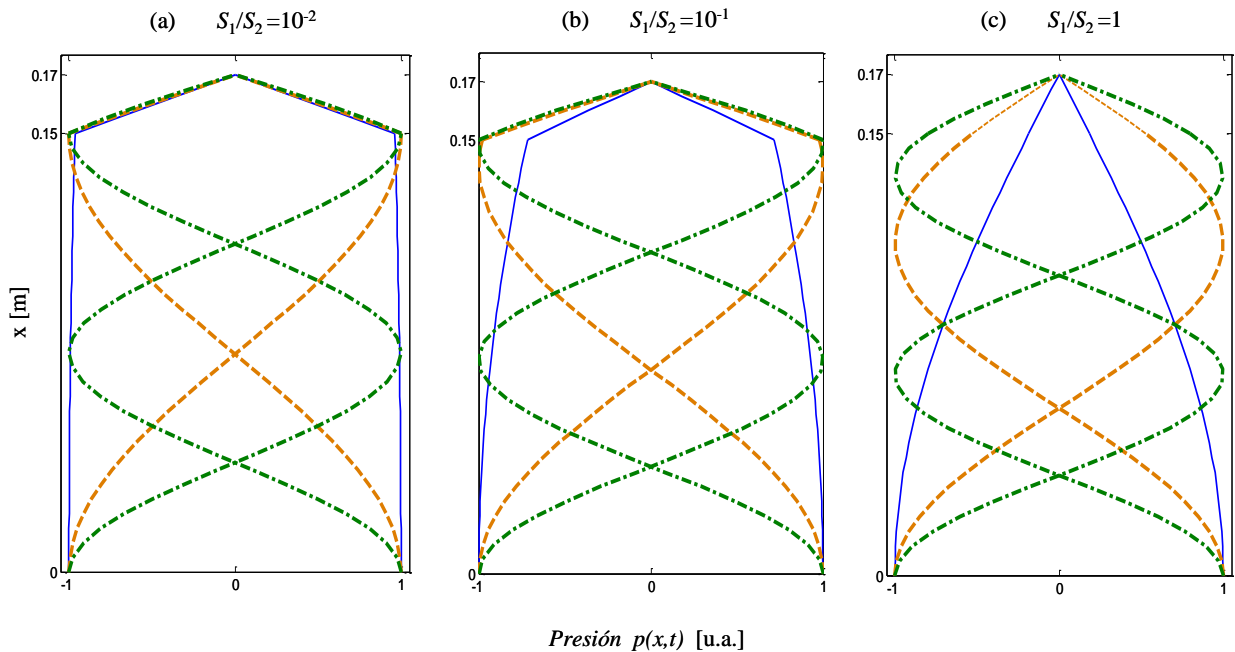 (a) S₁/S₂=10⁻²
(b) S₁/S₂=10⁻¹
(c) S₁/S₂=1
x [m]
0.17
0.15
0
-1 0 1
0.17
0.15
0
-1 0 1
0.17
0.15
0
-1 0 1
Presión p(x,t) [u.a.]